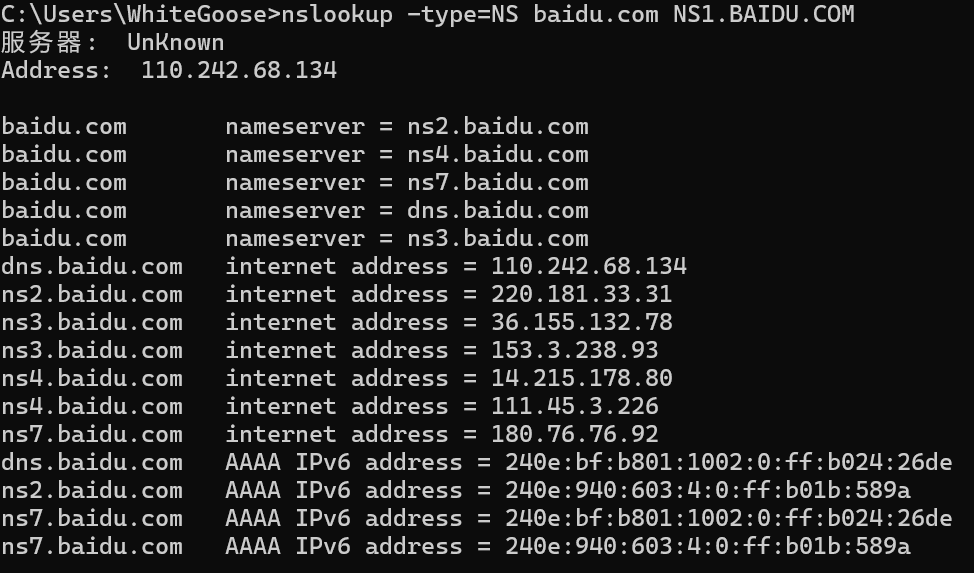 C:\Users\WhiteGoose>nslookup -type=NS baidu.com NS1.BAIDU.COM
服务器:  UnKnown
Address:  110.242.68.134

baidu.com       nameserver = ns2.baidu.com
baidu.com       nameserver = ns4.baidu.com
baidu.com       nameserver = ns7.baidu.com
baidu.com       nameserver = dns.baidu.com
baidu.com       nameserver = ns3.baidu.com
dns.baidu.com   internet address = 110.242.68.134
ns2.baidu.com   internet address = 220.181.33.31
ns3.baidu.com   internet address = 36.155.132.78
ns3.baidu.com   internet address = 153.3.238.93
ns4.baidu.com   internet address = 14.215.178.80
ns4.baidu.com   internet address = 111.45.3.226
ns7.baidu.com   internet address = 180.76.76.92
dns.baidu.com   AAAA IPv6 address = 240e:bf:b801:1002:0:ff:b024:26de
ns2.baidu.com   AAAA IPv6 address = 240e:940:603:4:0:ff:b01b:589a
ns7.baidu.com   AAAA IPv6 address = 240e:bf:b801:1002:0:ff:b024:26de
ns7.baidu.com   AAAA IPv6 address = 240e:940:603:4:0:ff:b01b:589a